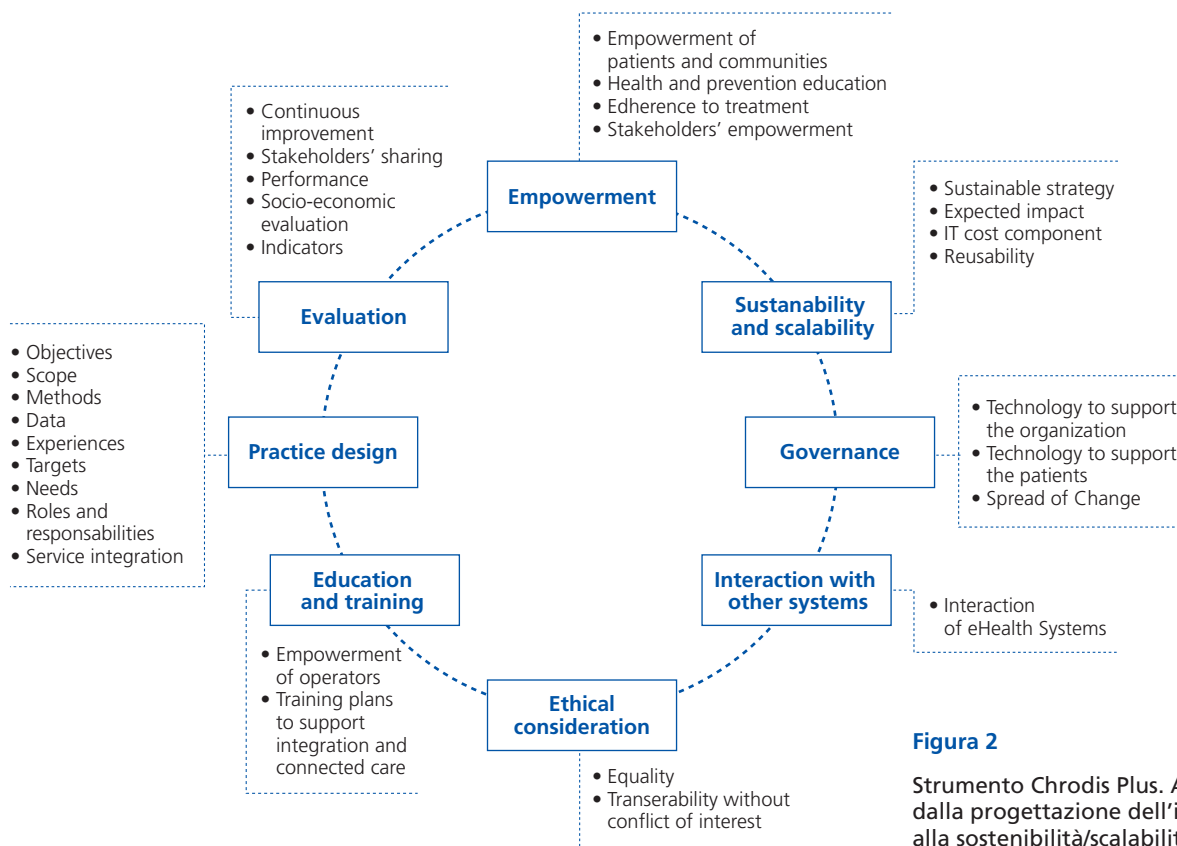 • Empowerment of
patients and communities
• Health and prevention education
• Edherence to treatment
• Stakeholders' empowerment
Empowerment
• Sustainable strategy
• Expected impact
• IT cost component
• Reusability
Sustanability
and scalability
• Technology to support
the organization
• Technology to support
the patients
• Spread of Change
Governance
• Interaction
of eHealth Systems
Interaction with
other systems
• Equality
• Transerability without
conflict of interest
Ethical
consideration
• Empowerment
of operators
• Training plans
to support
integration and
connected care
Education
and training
• Objectives
• Scope
• Methods
• Data
• Experiences
• Targets
• Needs
• Roles and
responsabilities
• Service integration
Practice design
• Continuous
improvement
• Stakeholders' sharing
• Performance
• Socio-economic
evaluation
• Indicators
Evaluation
Figura 2
Strumento Chrodis Plus.
dalla progettazione
alla